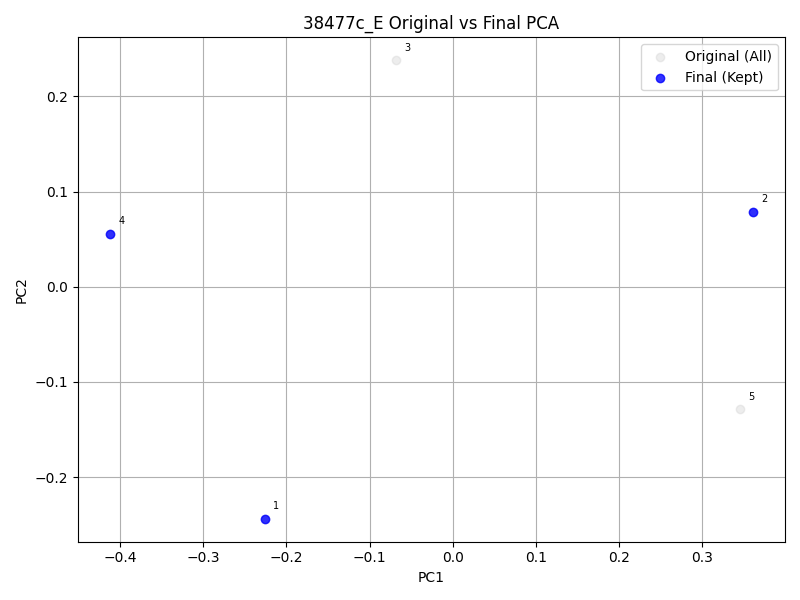 38477c_E Original vs Final PCA
Original (All)
Final (Kept)
3
2
4
5
1
PC2
0.2
0.1
0.0
−0.1
−0.2
−0.4 −0.3 −0.2 −0.1 0.0 0.1 0.2 0.3
PC1